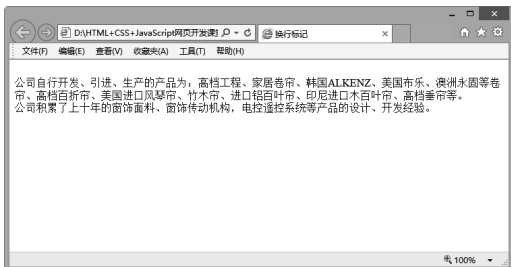 D:\HTML+CSS+JavaScript网页开发课
换行标记
文件(F) 编辑(E) 查看(V) 收藏夹(A) 工具(T) 帮助(H)
公司自行开发、引进、生产的产品为：高档工程、家居卷帘、韩国ALKENZ、美国布乐、澳洲永固等卷
帘、高档百折帘、美国进口风琴帘、竹木帘、进口铝百叶帘、印尼进口木百叶帘、高档垂帘等。
公司积累了上十年的窗饰面料、窗饰传动机构，电控遥控系统等产品的设计、开发经验。
100%